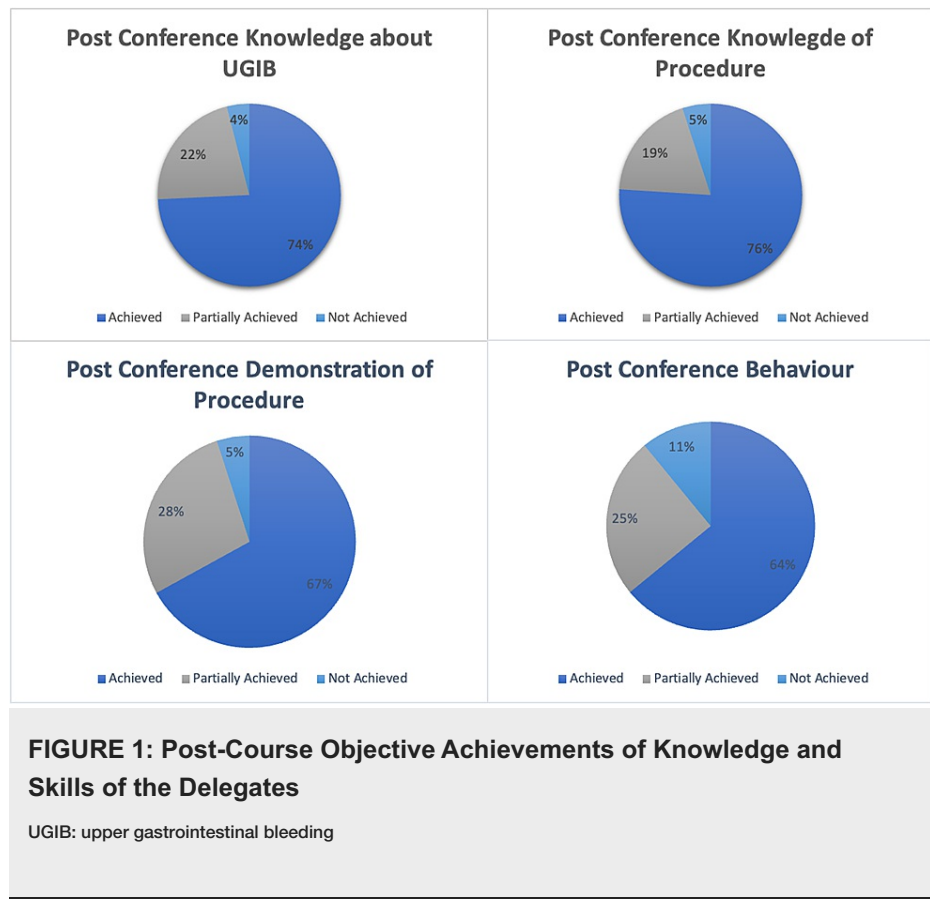 Post Conference Knowledge about
UGIB
4%
22%
74%
Achieved Partially Achieved Not Achieved
Post Conference Knowlegde of
Procedure
5%
19%
76%
Achieved Partially Achieved Not Achieved
Post Conference Demonstration of
Procedure
5%
28%
67%
Achieved Partially Achieved Not Achieved
Post Conference Behaviour
11%
25%
64%
Achieved Partially Achieved Not Achieved
FIGURE 1: Post-Course Objective Achievements of Knowledge and
Skills of the Delegates
UGIB: upper gastrointestinal bleeding